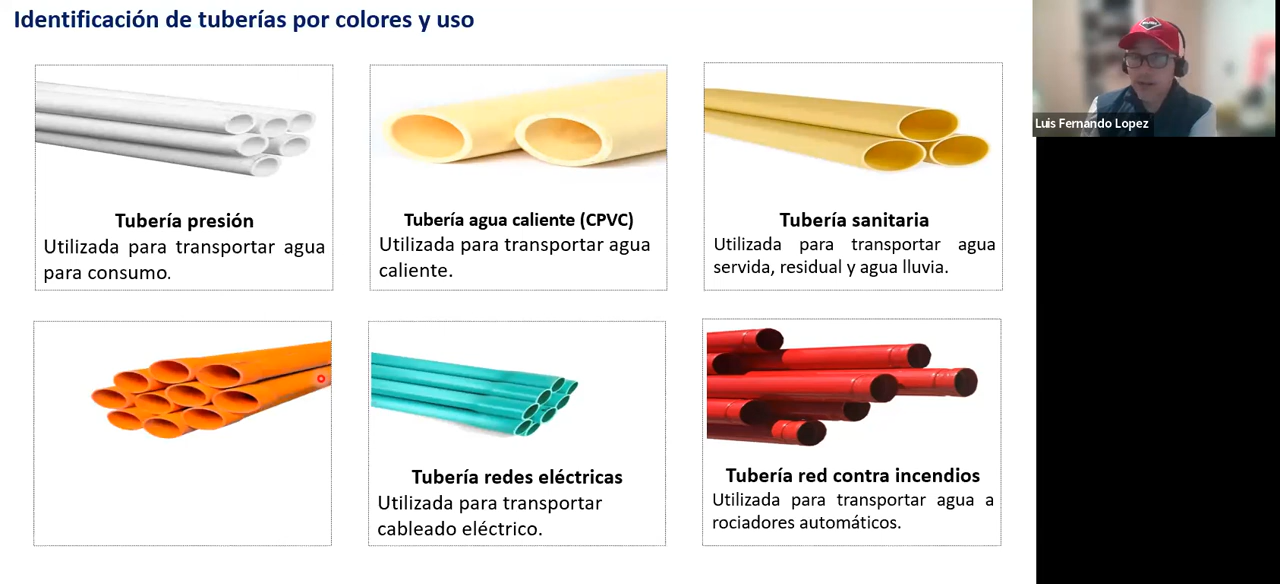 Identificación de tuberías por colores y uso
Luis Fernando Lopez
Tubería presión
Utilizada para transportar agua
para consumo.
Tubería agua caliente (CPVC)
Utilizada para transportar agua
caliente.
Tubería sanitaria
Utilizada para transportar agua
servida, residual y agua lluvia.
Tubería redes eléctricas
Utilizada para transportar
cableado eléctrico.
Tubería red contra incendios
Utilizada para transportar agua a
rociadores automáticos.